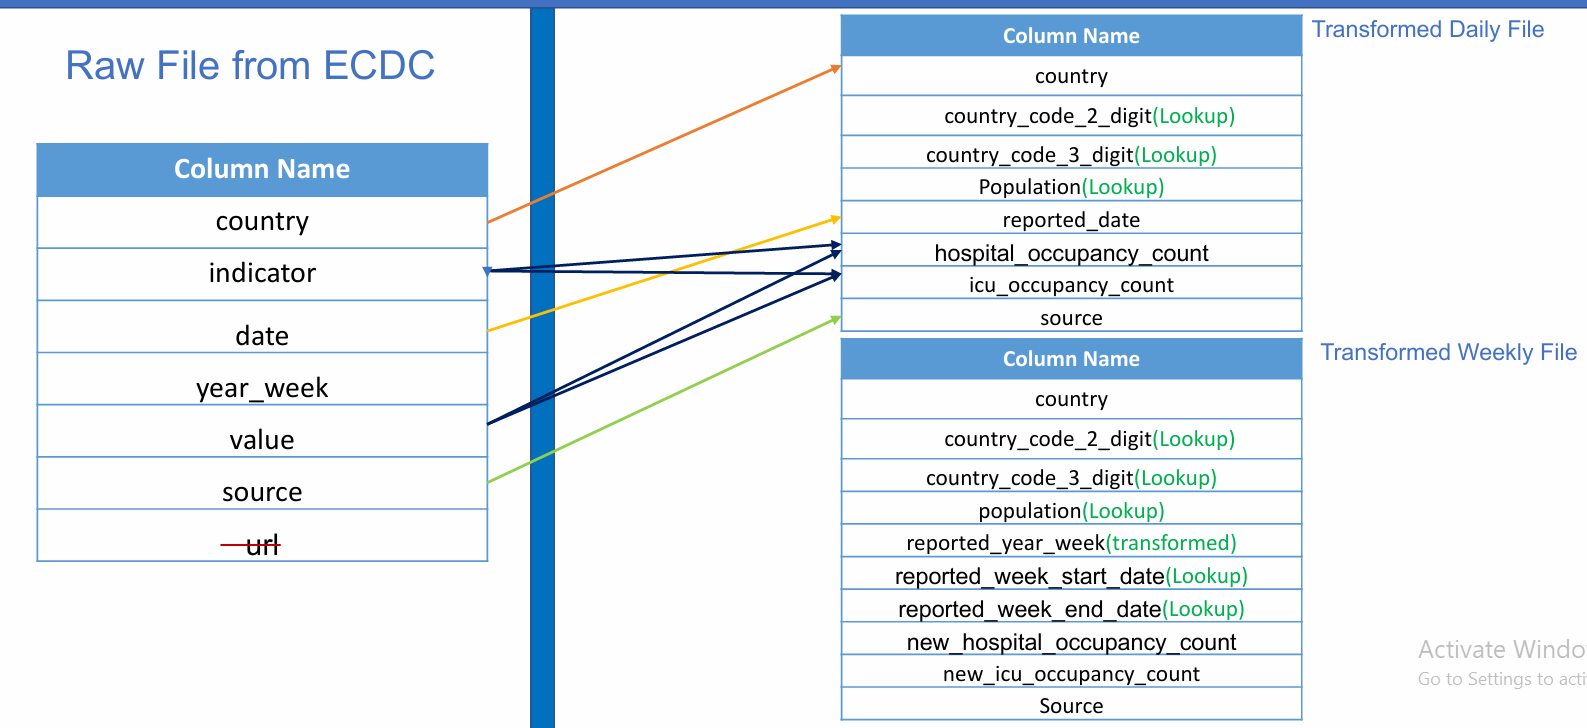 Raw File from ECDC
Column Name
country
indicator
date
year_week
value
source
url
Transformed Daily File
Column Name
country
country_code_2_digit(Lookup)
country_code_3_digit(Lookup)
Population(Lookup)
reported_date
hospital_occupancy_count
icu_occupancy_count
source
Transformed Weekly File
Column Name
country
country_code_2_digit(Lookup)
country_code_3_digit(Lookup)
population(Lookup)
reported_year_week(transformed)
reported_week_start_date(Lookup)
reported_week_end_date(Lookup)
new_hospital_occupancy_count
new_icu_occupancy_count
Source
Activate Windo
Go to Settings to acti